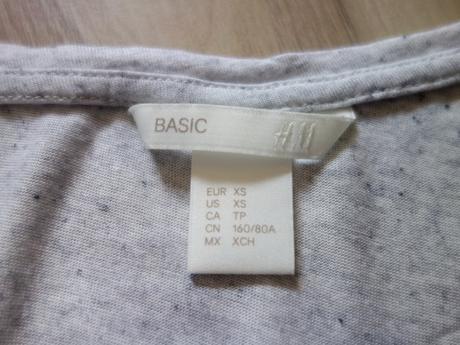 BASIC H&M
EUR XS
US XS
CA TP
CN 160/80A
MX XCH